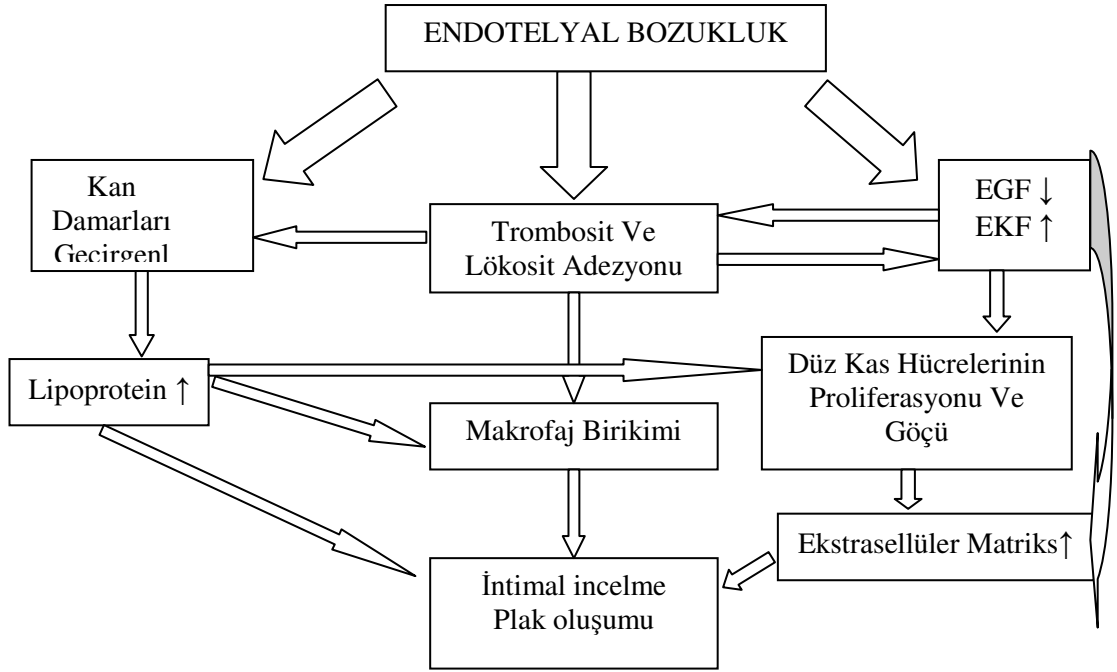 ENDOTELYAL BOZUKLUK
Kan
Damarları
Geçirgenl
Trombosit Ve
Lökosit Adezyonu
EGF ↓
EKF ↑
Lipoprotein ↑
Makrofaj Birikimi
Düz Kas Hücrelerinin
Proliferasyonu Ve
Göçü
Ekstrasellüler Matriks↑
İntimal incelme
Plak oluşumu